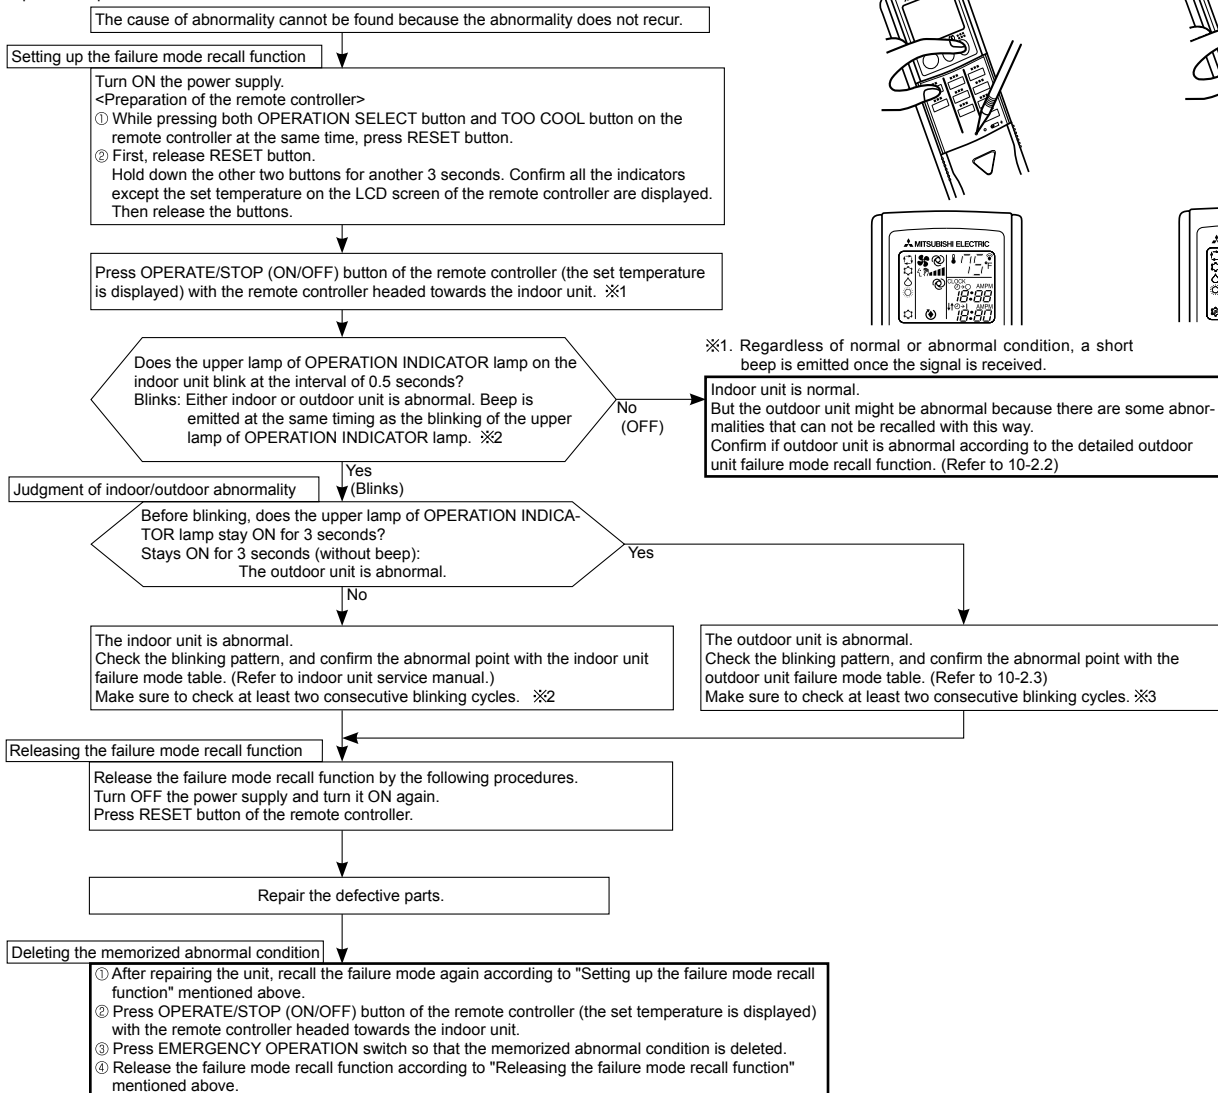 The cause of abnormality cannot be found because the abnormality does not recur.
Setting up the failure mode recall function
Turn ON the power supply.
<Preparation of the remote controller>
① While pressing both OPERATION SELECT button and TOO COOL button on the
remote controller at the same time, press RESET button.
② First, release RESET button.
Hold down the other two buttons for another 3 seconds. Confirm all the indicators
except the set temperature on the LCD screen of the remote controller are displayed.
Then release the buttons.
Press OPERATE/STOP (ON/OFF) button of the remote controller (the set temperature
is displayed) with the remote controller headed towards the indoor unit. ※1
MITSUBISHI ELECTRIC
CLOCK
AMPM
18:88
AMPM
18:80
※1. Regardless of normal or abnormal condition, a short
beep is emitted once the signal is received.
Does the upper lamp of OPERATION INDICATOR lamp on the
indoor unit blink at the interval of 0.5 seconds?
Blinks: Either indoor or outdoor unit is abnormal. Beep is
emitted at the same timing as the blinking of the upper
lamp of OPERATION INDICATOR lamp. ※2
No
(OFF)
Indoor unit is normal.
But the outdoor unit might be abnormal because there are some abnor-
malities that can not be recalled with this way.
Confirm if outdoor unit is abnormal according to the detailed outdoor
unit failure mode recall function. (Refer to 10-2.2)
Yes
(Blinks)
Judgment of indoor/outdoor abnormality
Before blinking, does the upper lamp of OPERATION INDICA-
TOR lamp stay ON for 3 seconds?
Stays ON for 3 seconds (without beep):
The outdoor unit is abnormal.
Yes
No
The indoor unit is abnormal.
Check the blinking pattern, and confirm the abnormal point with the indoor unit
failure mode table. (Refer to indoor unit service manual.)
Make sure to check at least two consecutive blinking cycles. ※2
The outdoor unit is abnormal.
Check the blinking pattern, and confirm the abnormal point with the
outdoor unit failure mode table. (Refer to 10-2.3)
Make sure to check at least two consecutive blinking cycles. ※3
Releasing the failure mode recall function
Release the failure mode recall function by the following procedures.
Turn OFF the power supply and turn it ON again.
Press RESET button of the remote controller.
Repair the defective parts.
Deleting the memorized abnormal condition
① After repairing the unit, recall the failure mode again according to "Setting up the failure mode recall
function" mentioned above.
② Press OPERATE/STOP (ON/OFF) button of the remote controller (the set temperature is displayed)
with the remote controller headed towards the indoor unit.
③ Press EMERGENCY OPERATION switch so that the memorized abnormal condition is deleted.
④ Release the failure mode recall function according to "Releasing the failure mode recall function"
mentioned above.